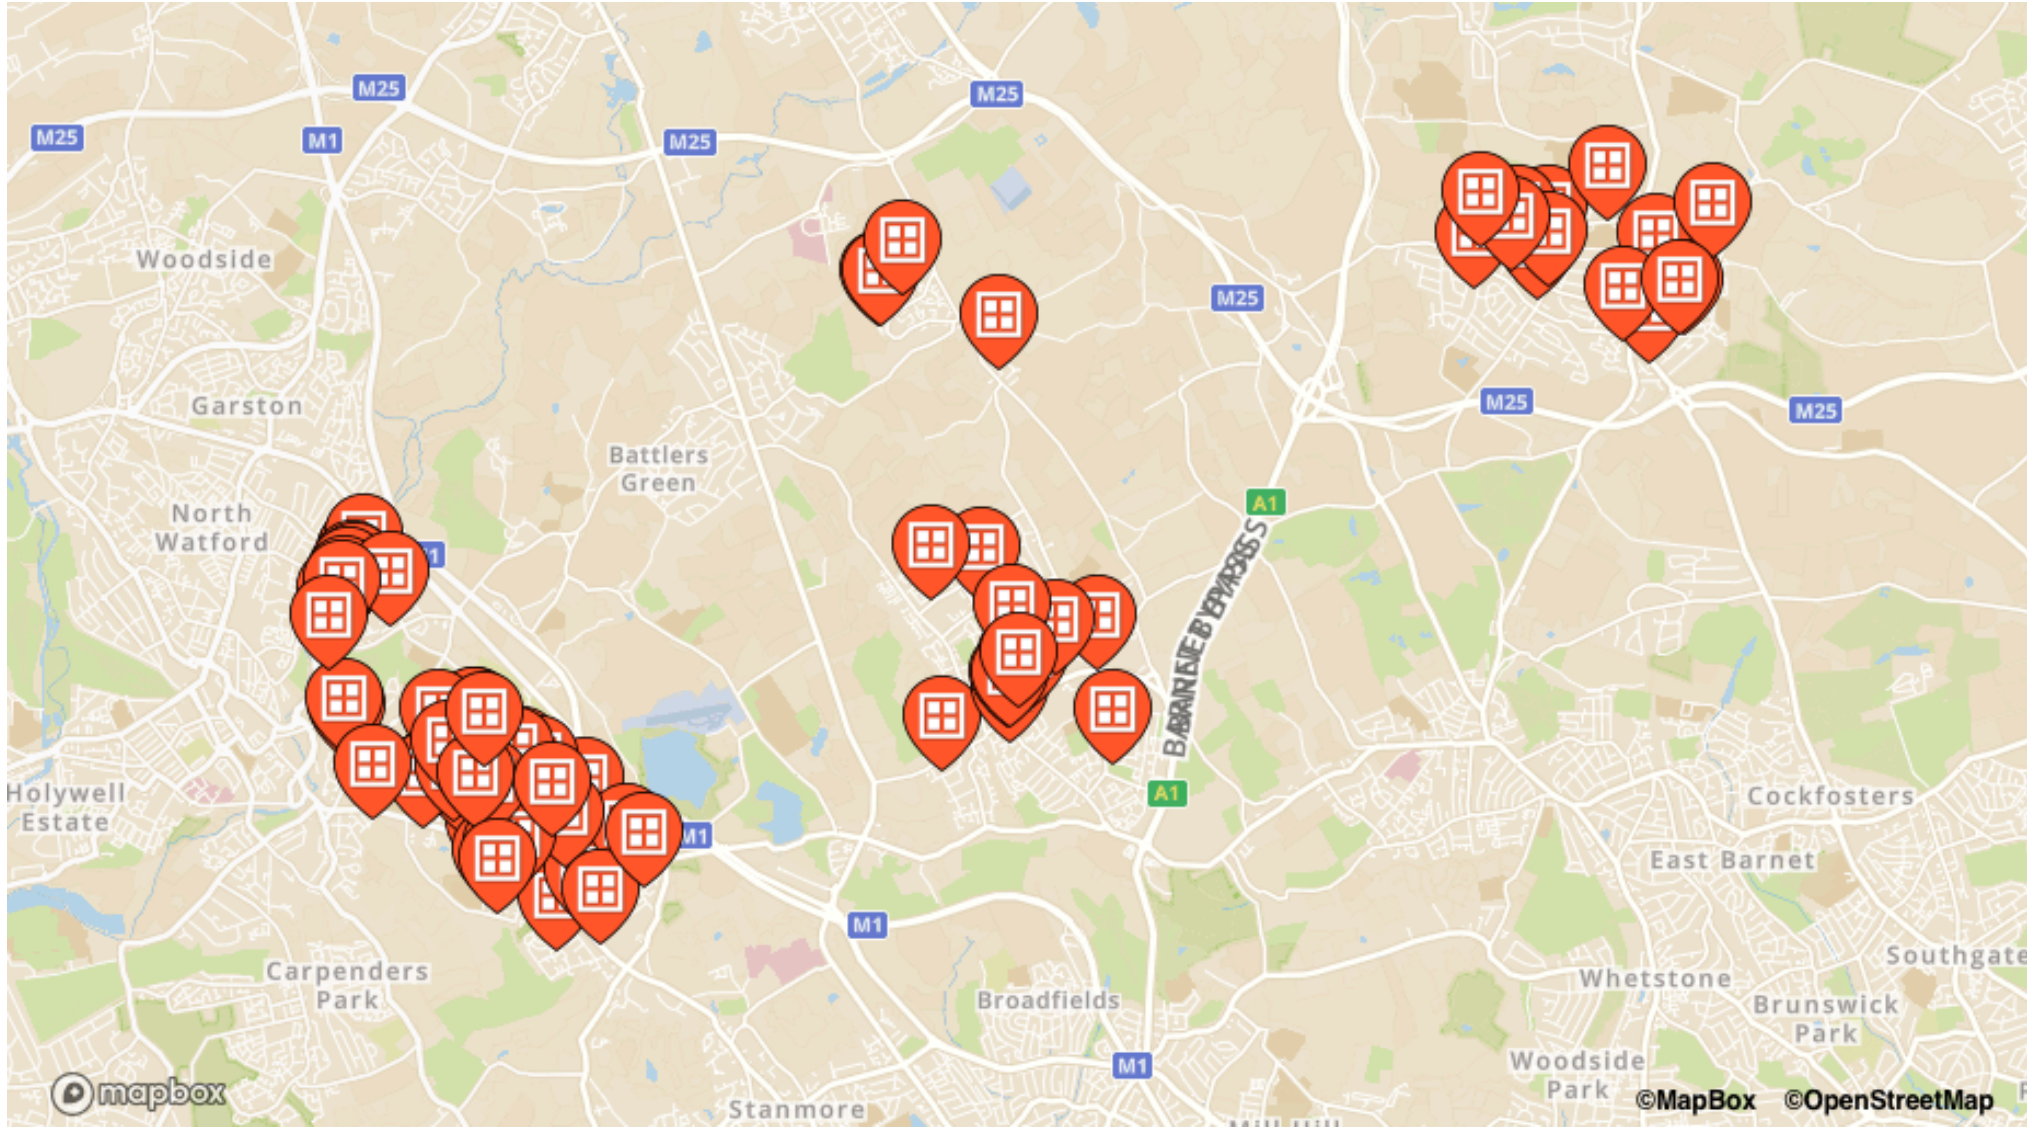 M25
M25
M25
M1
M25
Woodside
M25
Garston
M25
M25
Battlers
Green
North
Watford
A1
A1
Holywell
Estate
Cockfosters
M1
East Barnet
M1
Carpenders
Park
Southgate
Whetstone
Broadfields
Brunswick
Park
Woodside
Park
M1
mapbox
Stanmore
©MapBox ©OpenStreetMap